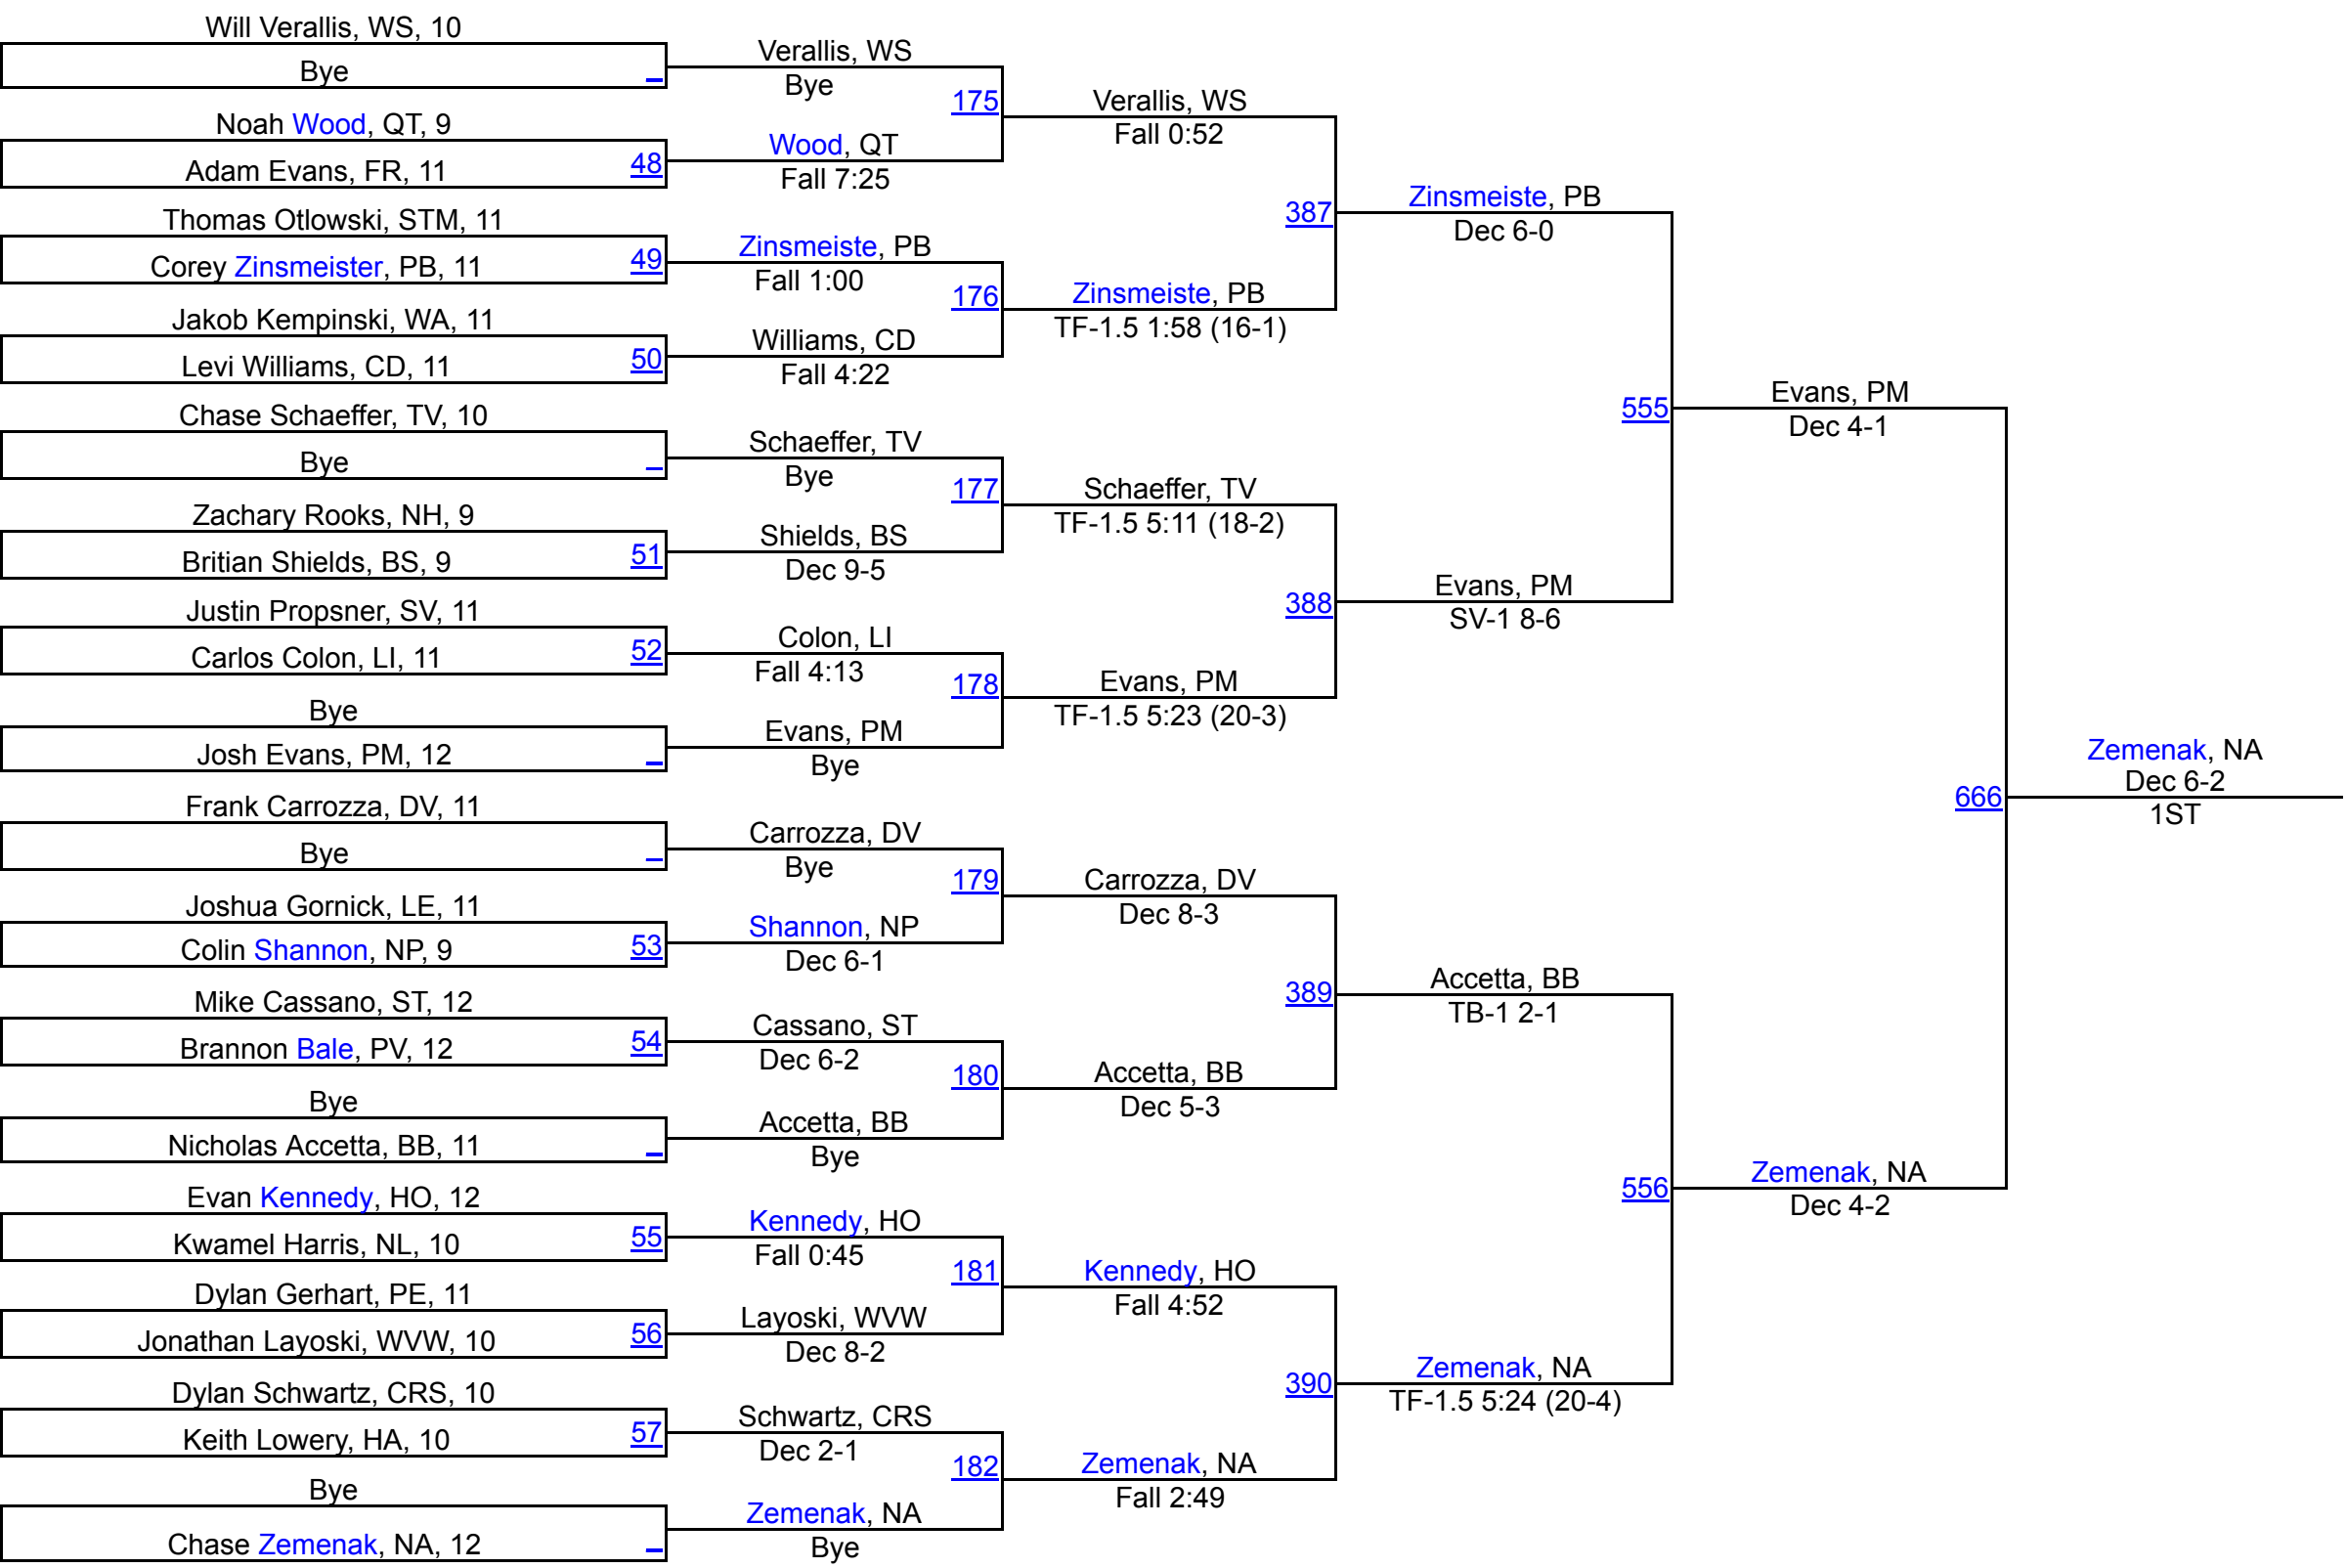 Will Verallis, WS, 10
Bye
Noah Wood, QT, 9
Adam Evans, FR, 11
48
Thomas Otlowski, STM, 11
Corey Zinsmeister, PB, 11
49
Jakob Kempinski, WA, 11
Levi Williams, CD, 11
50
Chase Schaeffer, TV, 10
Bye
Zachary Rooks, NH, 9
Britian Shields, BS, 9
51
Justin Propsner, SV, 11
Carlos Colon, LI, 11
52
Bye
Josh Evans, PM, 12
Frank Carrozza, DV, 11
Bye
Joshua Gornick, LE, 11
Colin Shannon, NP, 9
53
Mike Cassano, ST, 12
Brannon Bale, PV, 12
54
Bye
Nicholas Accetta, BB, 11
Evan Kennedy, HO, 12
Kwamel Harris, NL, 10
55
Dylan Gerhart, PE, 11
Jonathan Layoski, WVW, 10
56
Dylan Schwartz, CRS, 10
Keith Lowery, HA, 10
57
Bye
Chase Zemenak, NA, 12
Verallis, WS
Bye
175
Wood, QT
Fall 7:25
Zinsmeiste, PB
Fall 1:00
176
Williams, CD
Fall 4:22
Schaeffer, TV
Bye
177
Shields, BS
Dec 9-5
Colon, LI
Fall 4:13
178
Evans, PM
Bye
Carrozza, DV
Bye
179
Shannon, NP
Dec 6-1
Cassano, ST
Dec 6-2
180
Accetta, BB
Bye
Kennedy, HO
Fall 0:45
181
Layoski, WVW
Dec 8-2
Schwartz, CRS
Dec 2-1
182
Zemenak, NA
Bye
Verallis, WS
Fall 0:52
387
Zinsmeiste, PB
TF-1.5 1:58 (16-1)
Schaeffer, TV
TF-1.5 5:11 (18-2)
388
Evans, PM
TF-1.5 5:23 (20-3)
Carrozza, DV
Dec 8-3
389
Accetta, BB
Dec 5-3
Kennedy, HO
Fall 4:52
390
Zemenak, NA
Fall 2:49
Zinsmeiste, PB
Dec 6-0
555
Evans, PM
SV-1 8-6
Accetta, BB
TB-1 2-1
556
Zemenak, NA
TF-1.5 5:24 (20-4)
Evans, PM
Dec 4-1
666
Zemenak, NA
Dec 4-2
Zemenak, NA
Dec 6-2
1ST